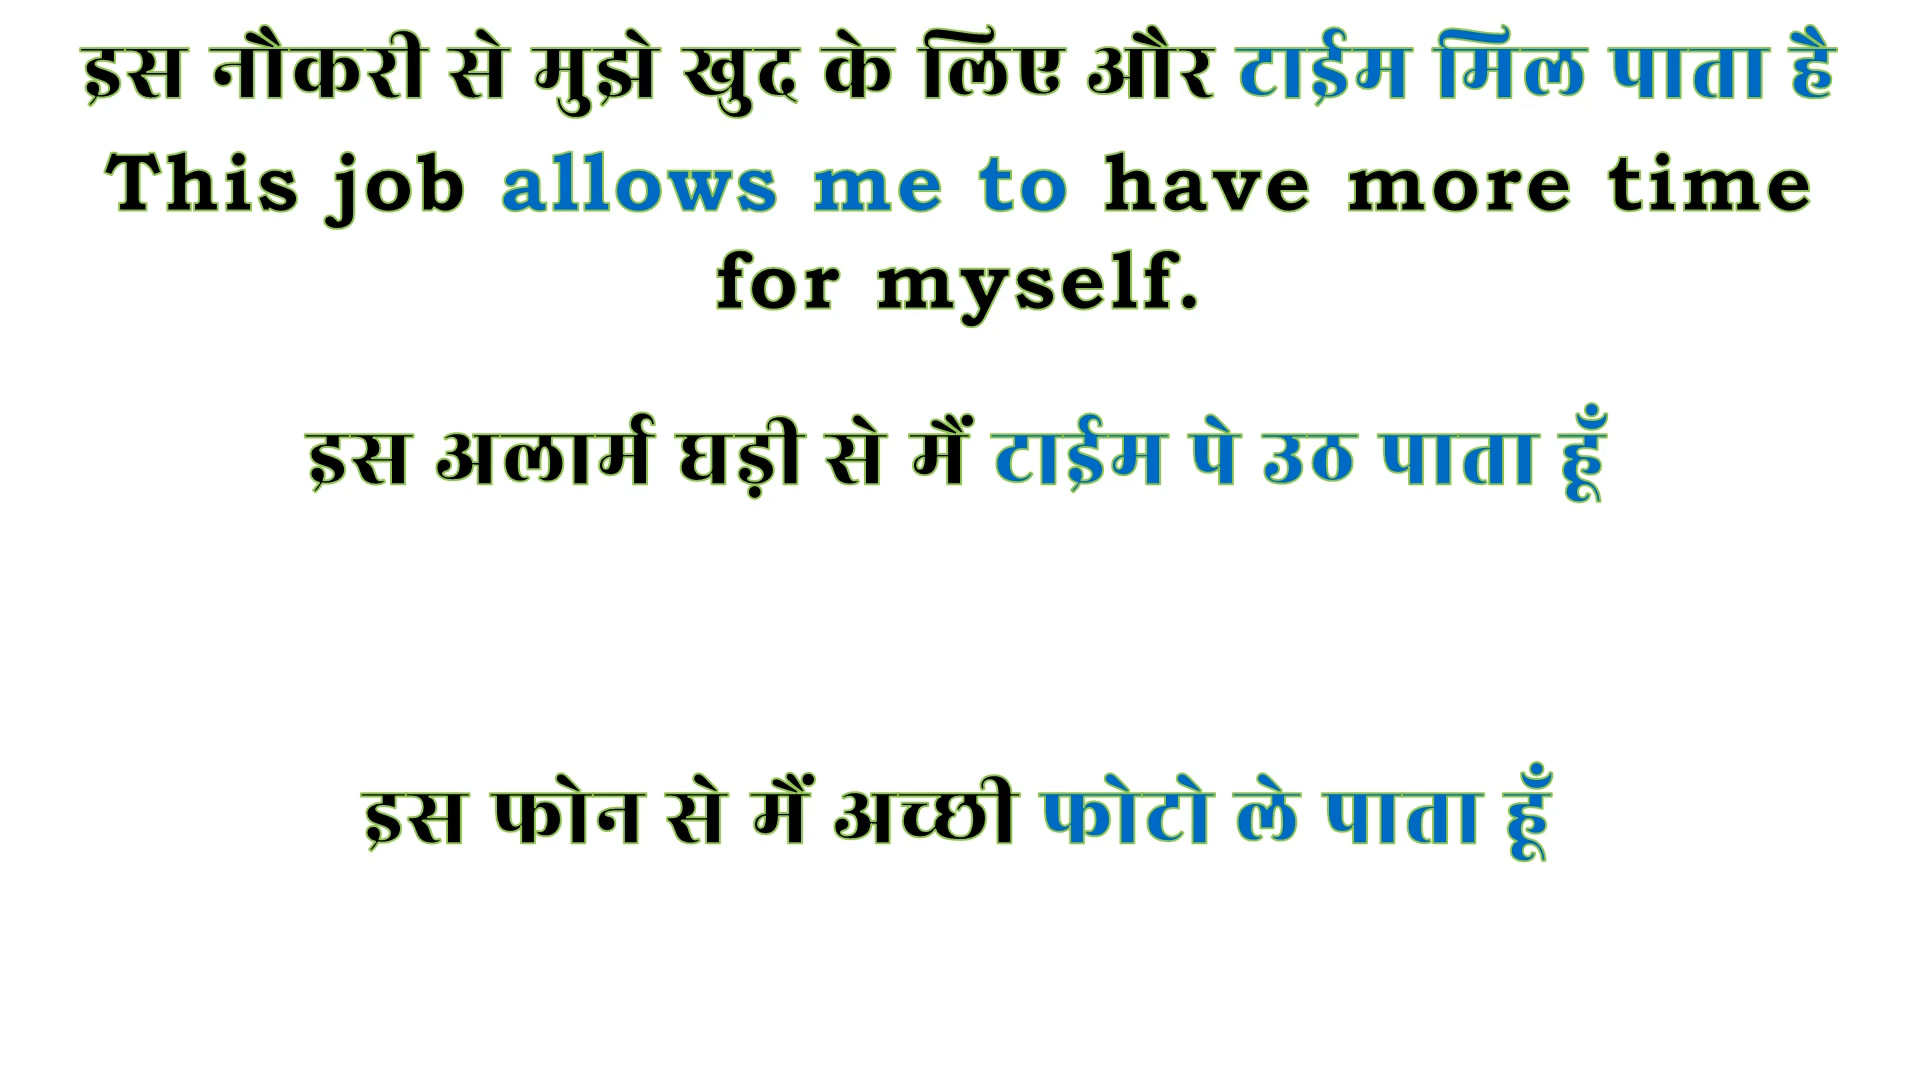 इस नौकरी से मुझे खुद के लिए और टाईम मिल पाता है
This job allows me to have more time
for myself.
इस अलार्म घड़ी से मैं टाईम पे उठ पाता हूँ
इस फोन से मैं अच्छी फोटो ले पाता हूँ